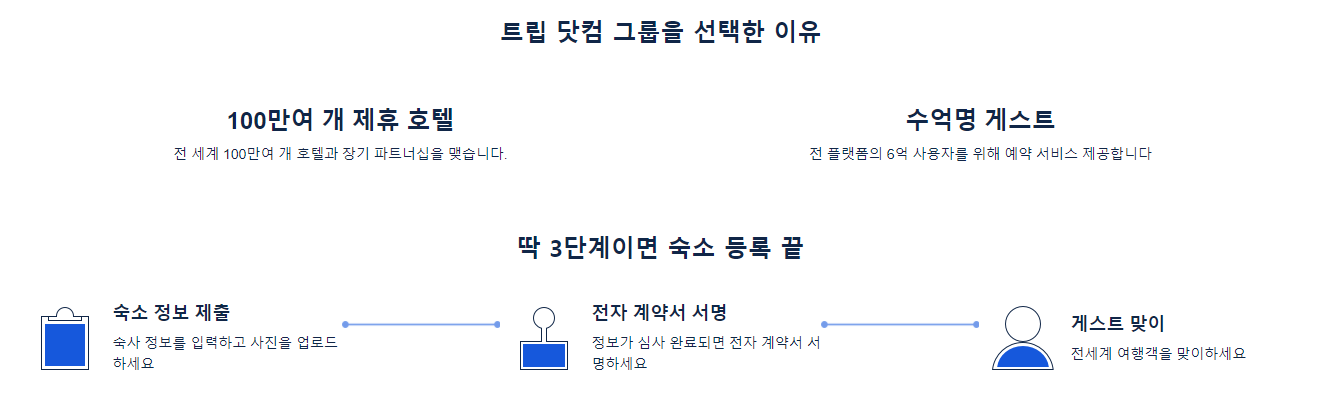 트립 닷컴 그룹을 선택한 이유
100만여 개 제휴 호텔
전 세계 100만여 개 호텔과 장기 파트너십을 맺습니다.
수억명 게스트
전 플랫폼의 6억 사용자를 위해 예약 서비스 제공합니다
딱 3단계이면 숙소 등록 끝
숙소 정보 제출
숙사 정보를 입력하고 사진을 업로드
하세요
전자 계약서 서명
정보가 심사 완료되면 전자 계약서 서
명하세요
게스트 맞이
전세계 여행객을 맞이하세요